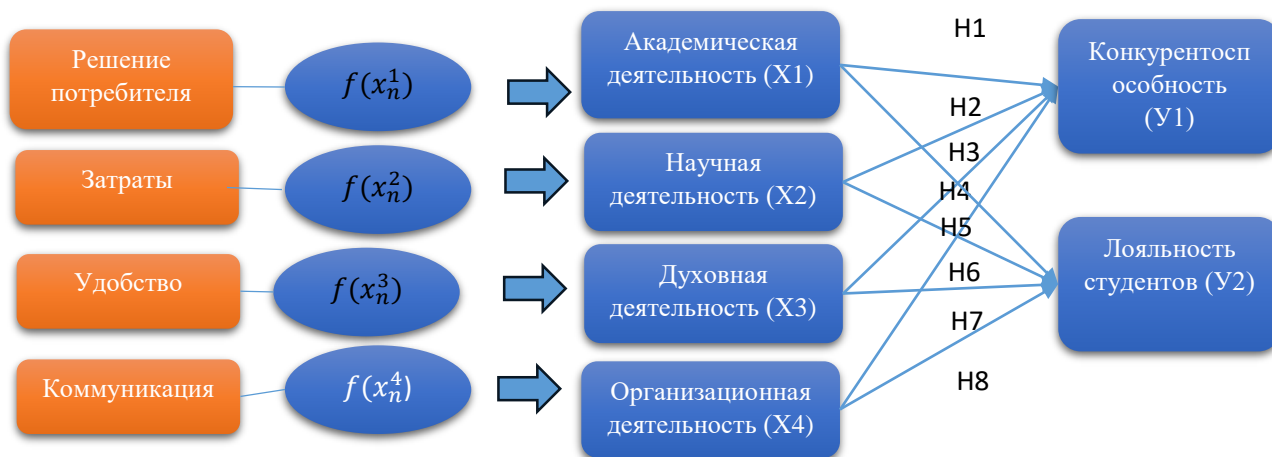 Решение
потребителя
f(x_n^1)
Академическая
деятельность (X1)
H1
Конкурентосп
особность
(У1)
Затраты
f(x_n^2)
Научная
деятельность (X2)
H2
H3
H4
H5
Удобство
f(x_n^3)
Духовная
деятельность (X3)
H6
Лояльность
студентов (У2)
H7
Коммуникация
f(x_n^4)
Организационная
деятельность (X4)
H8